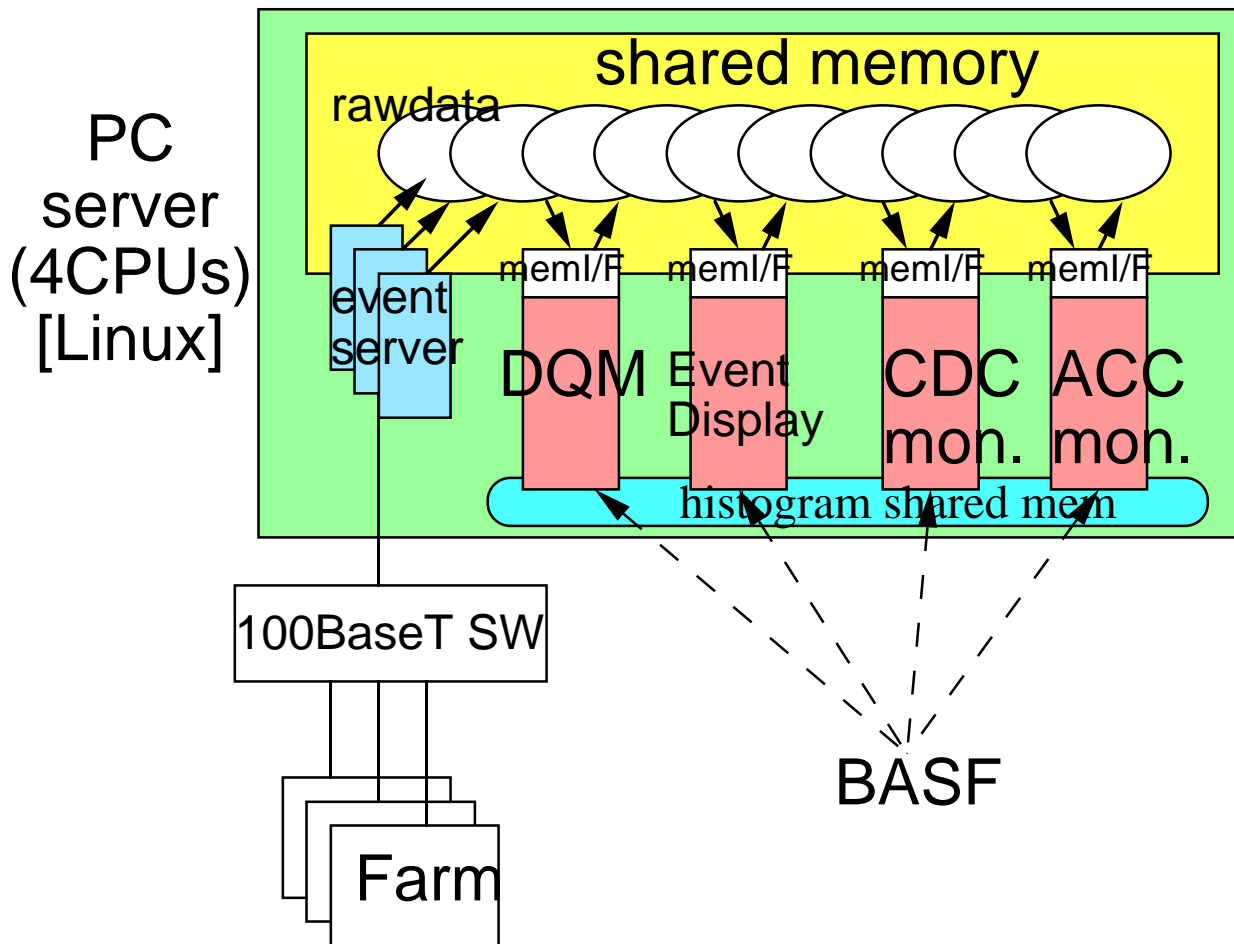 shared memory
rawdata
PC
server
(4CPUs)
[Linux]
event
server
memI/F
memI/F
memI/F
memI/F
DQM
Event
Display
CDC
mon.
ACC
mon.
histogram shared mem
100BaseT SW
BASF
Farm